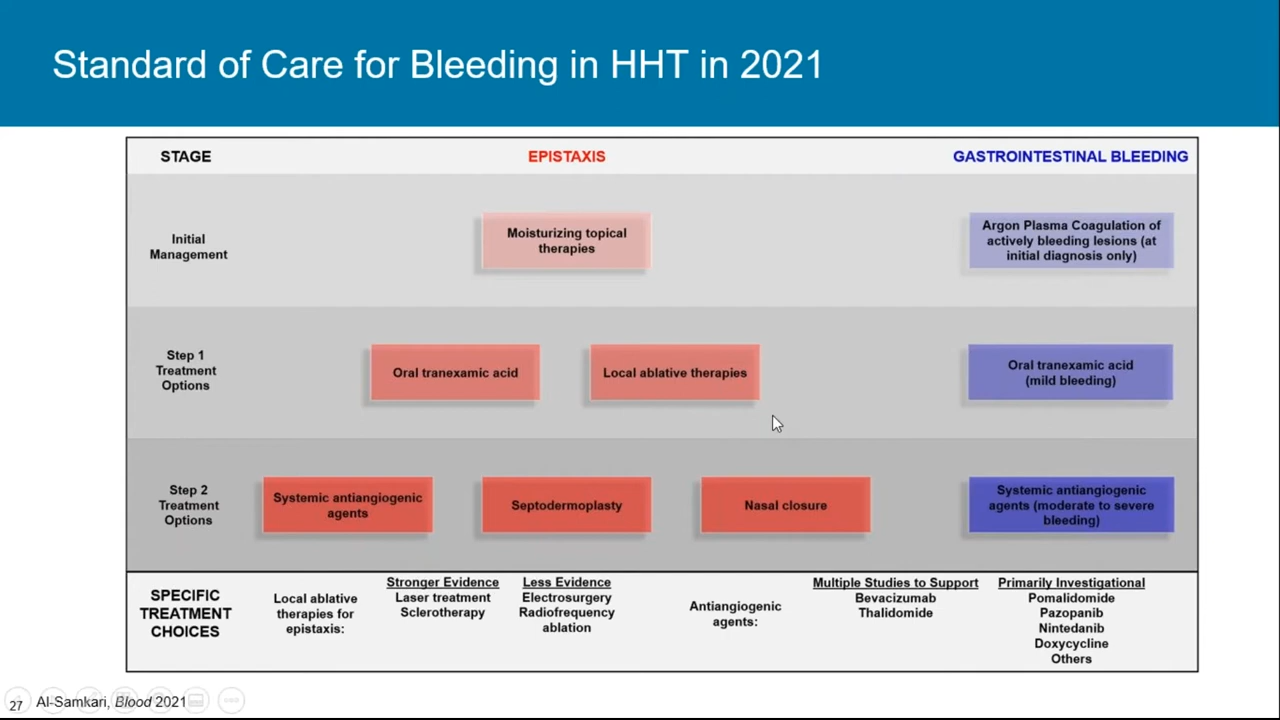 Standard of Care for Bleeding in HHT in 2021
STAGE
EPISTAXIS
GASTROINTESTINAL BLEEDING
Initial
Management
Moisturizing topical
therapies
Argon Plasma Coagulation of
actively bleeding lesions (at
initial diagnosis only)
Step 1
Treatment
Options
Oral tranexamic acid
Local ablative therapies
Oral tranexamic acid
(mild bleeding)
Step 2
Treatment
Options
Systemic antiangiogenic
agents
Septodermoplasty
Nasal closure
Systemic antiangiogenic
agents (moderate to severe
bleeding)
SPECIFIC
TREATMENT
CHOICES
Local ablative
therapies for
epistaxis:
Stronger Evidence
Laser treatment
Sclerotherapy
Less Evidence
Electrosurgery
Radiofrequency
ablation
Antiangiogenic
agents:
Multiple Studies to Support
Bevacizumab
Thalidomide
Primarily Investigational
Pomalidomide
Pazopanib
Nintedanib
Doxycycline
Others
27
Al-Samkari, Blood 2021